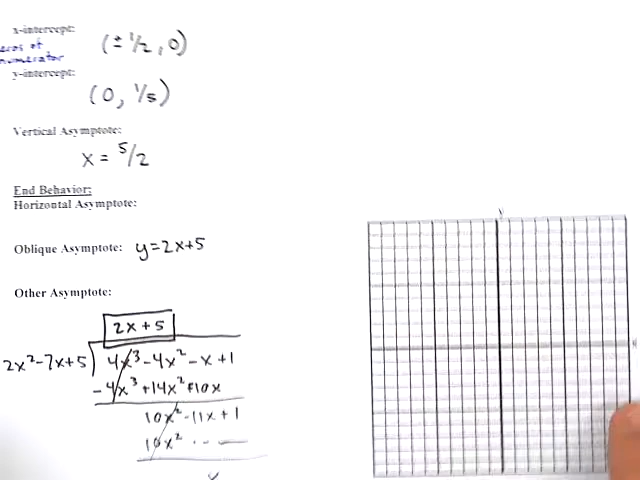 x-intercept:
zeros of
numerator
(± 1/2, 0)
y-intercept:
(0, 1/5)
Vertical Asymptote:
x = 5/2
End Behavior:
Horizontal Asymptote:
Oblique Asymptote: y=2x+5
Other Asymptote:
2x + 5
2x²-7x+5) 4x³-4x²-x+1
-4x³+14x²+10x
10x²-11x+1
10x²